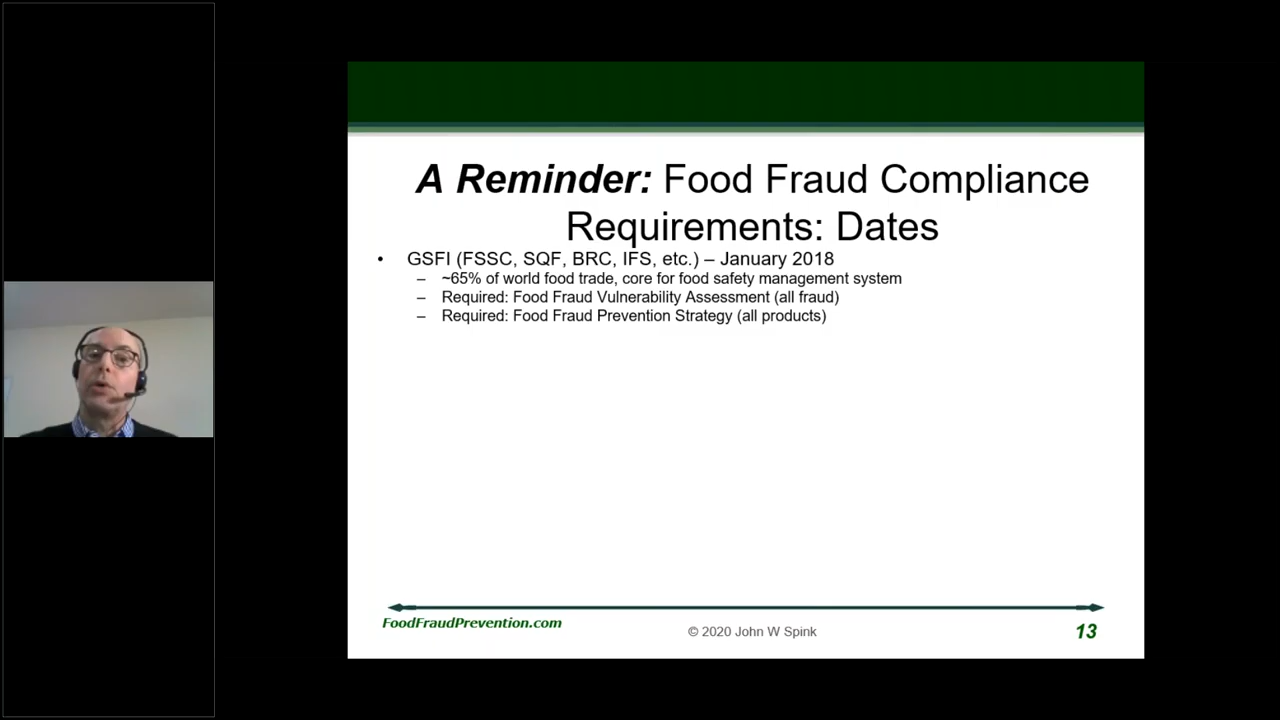 A Reminder: Food Fraud Compliance
Requirements: Dates
• GSFI (FSSC, SQF, BRC, IFS, etc.) – January 2018
– ~65% of world food trade, core for food safety management system
– Required: Food Fraud Vulnerability Assessment (all fraud)
– Required: Food Fraud Prevention Strategy (all products)
FoodFraudPrevention.com
© 2020 John W Spink
13